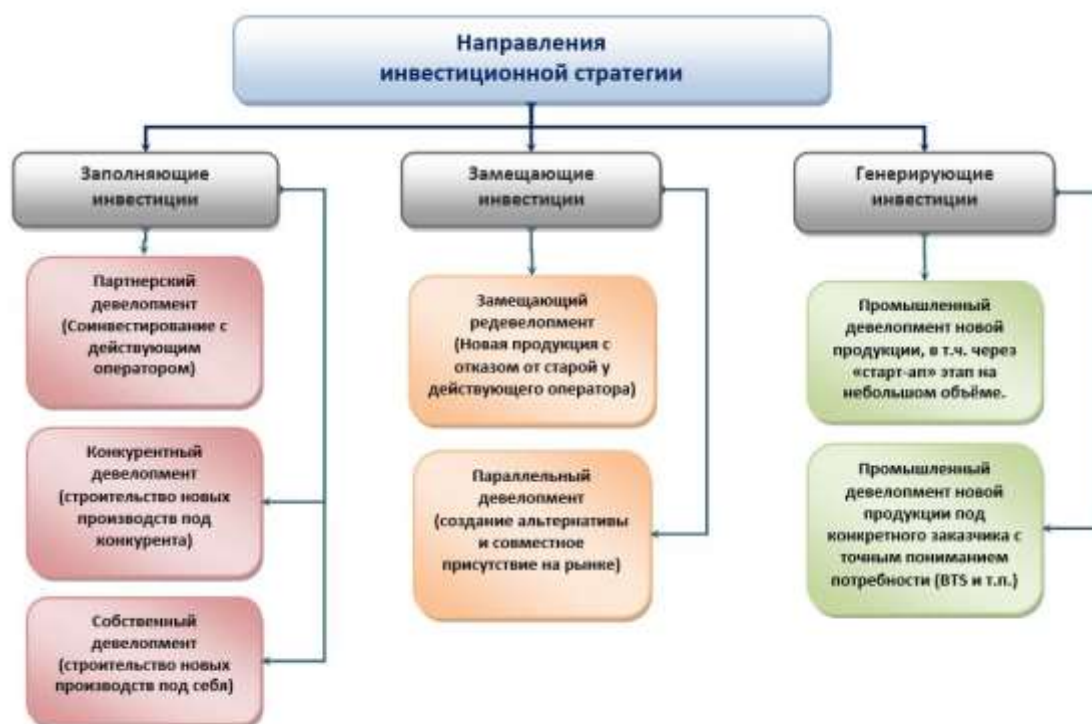 Направления
инвестиционной стратегии
Заполняющие
инвестиции
Партнерский
девелопмент
(Соинвестирование с
действующим
оператором)
Конкурентный
девелопмент
(строительство новых
производств под
конкурента)
Собственный
девелопмент
(строительство новых
производств под себя)
Замещающие
инвестиции
Замещающий
редевелопмент
(Новая продукция с
отказом от старой у
действующего оператора)
Параллельный
девелопмент
(создание альтернативы
и совместное
присутствие на рынке)
Генерирующие
инвестиции
Промышленный
девелопмент новой
продукции, в т.ч. через
«старт-ап» этап на
небольшом объёме.
Промышленный
девелопмент новой
продукции под
конкретного заказчика с
точным пониманием
потребности (BTS и т.п.)